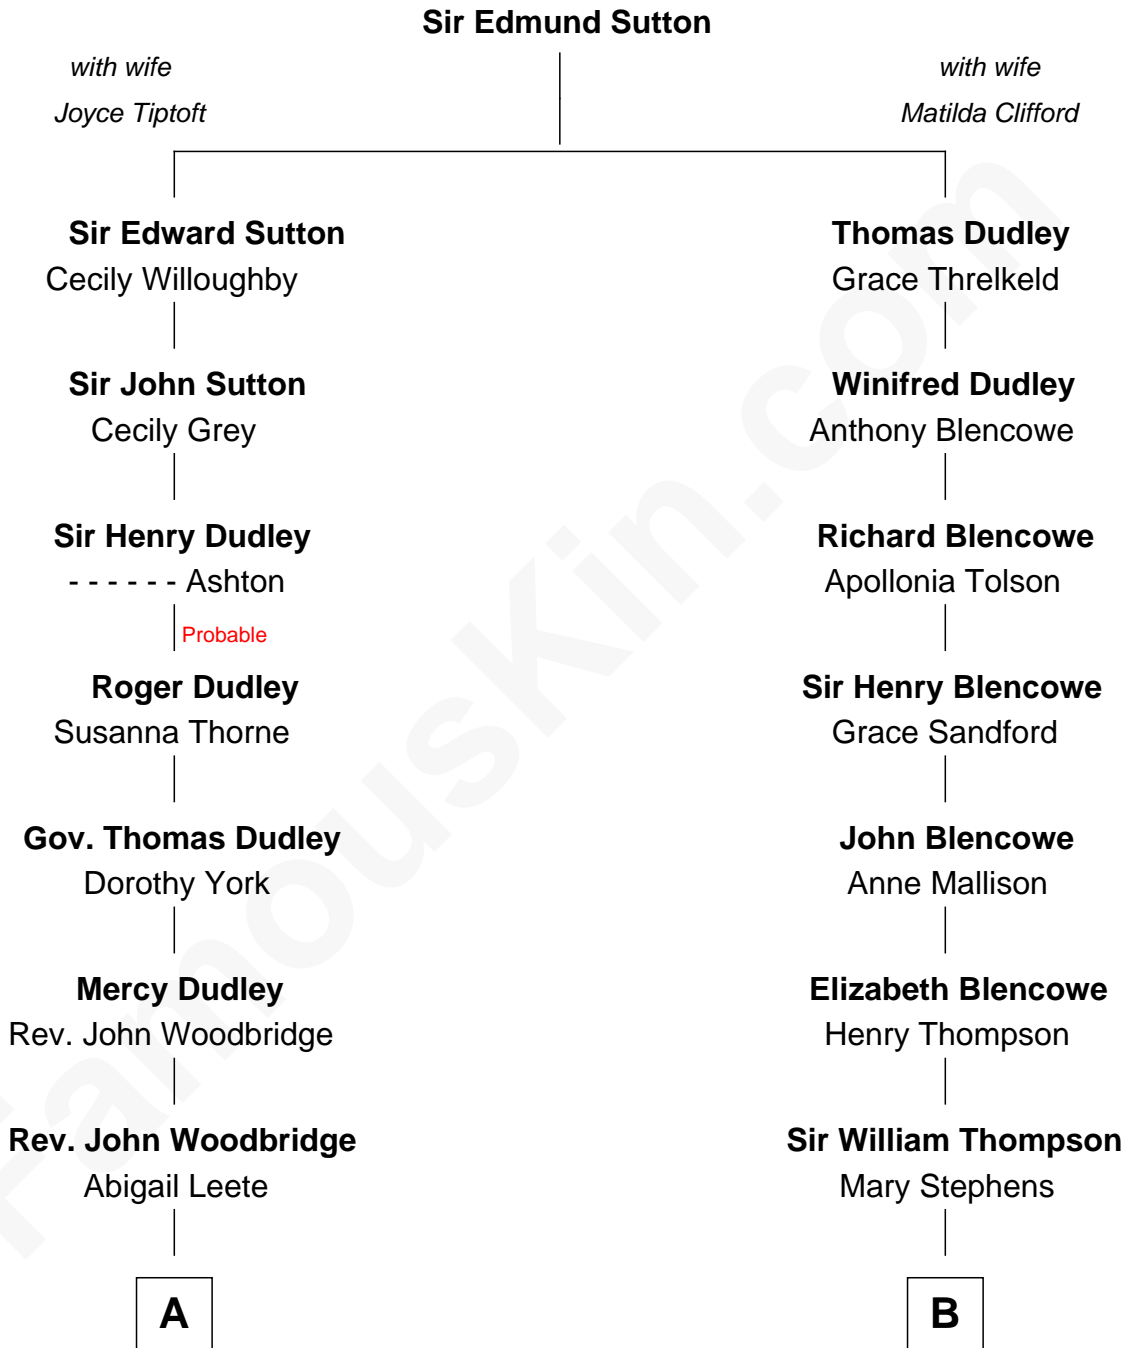 Sir Edmund Sutton
with wife
Joyce Tiptoft
with wife
Matilda Clifford
Sir Edward Sutton
Cecily Willoughby
Sir John Sutton
Cecily Grey
Sir Henry Dudley
- - - - - - Ashton
Probable
Roger Dudley
Susanna Thorne
Gov. Thomas Dudley
Dorothy York
Mercy Dudley
Rev. John Woodbridge
Rev. John Woodbridge
Abigail Leete
A
Thomas Dudley
Grace Threlkeld
Winifred Dudley
Anthony Blencowe
Richard Blencowe
Apollonia Tolson
Sir Henry Blencowe
Grace Sandford
John Blencowe
Anne Mallison
Elizabeth Blencowe
Henry Thompson
Sir William Thompson
Mary Stephens
B
FamousKin.com